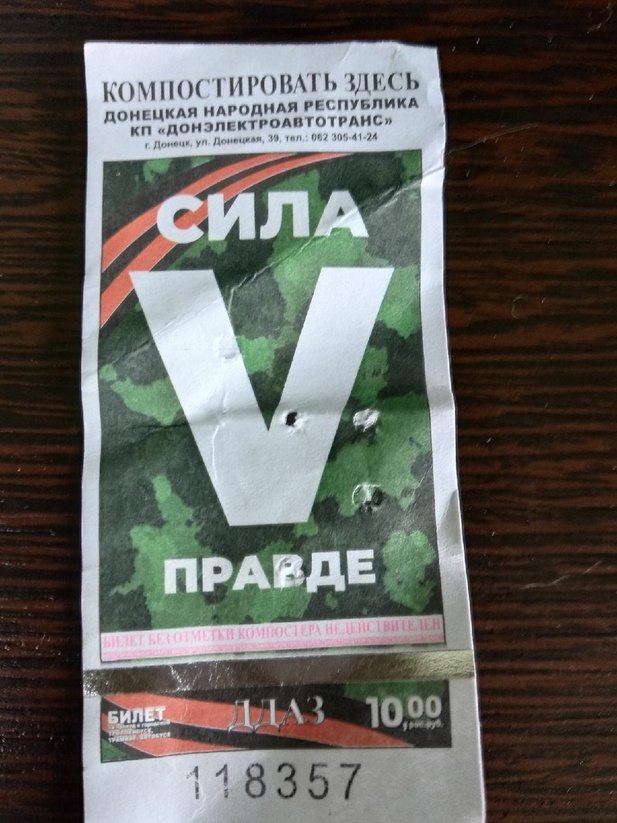 КОМПОСТИРОВАТЬ ЗДЕСЬ
ДОНЕЦКАЯ НАРОДНАЯ РЕСПУБЛИКА
КП «ДОНЭЛЕКТРОАВТОТРАНС»
г. Донецк, ул. Донецкая, 39, тел.: 062 305-41-24
СИЛА
V
ПРАВДЕ
БИЛЕТ БЕЗ ОТМЕТКИ КОМПОСТЕРА НЕДЕЙСТВИТЕЛЕН
БИЛЕТ
ДДАЗ
10,00
118357